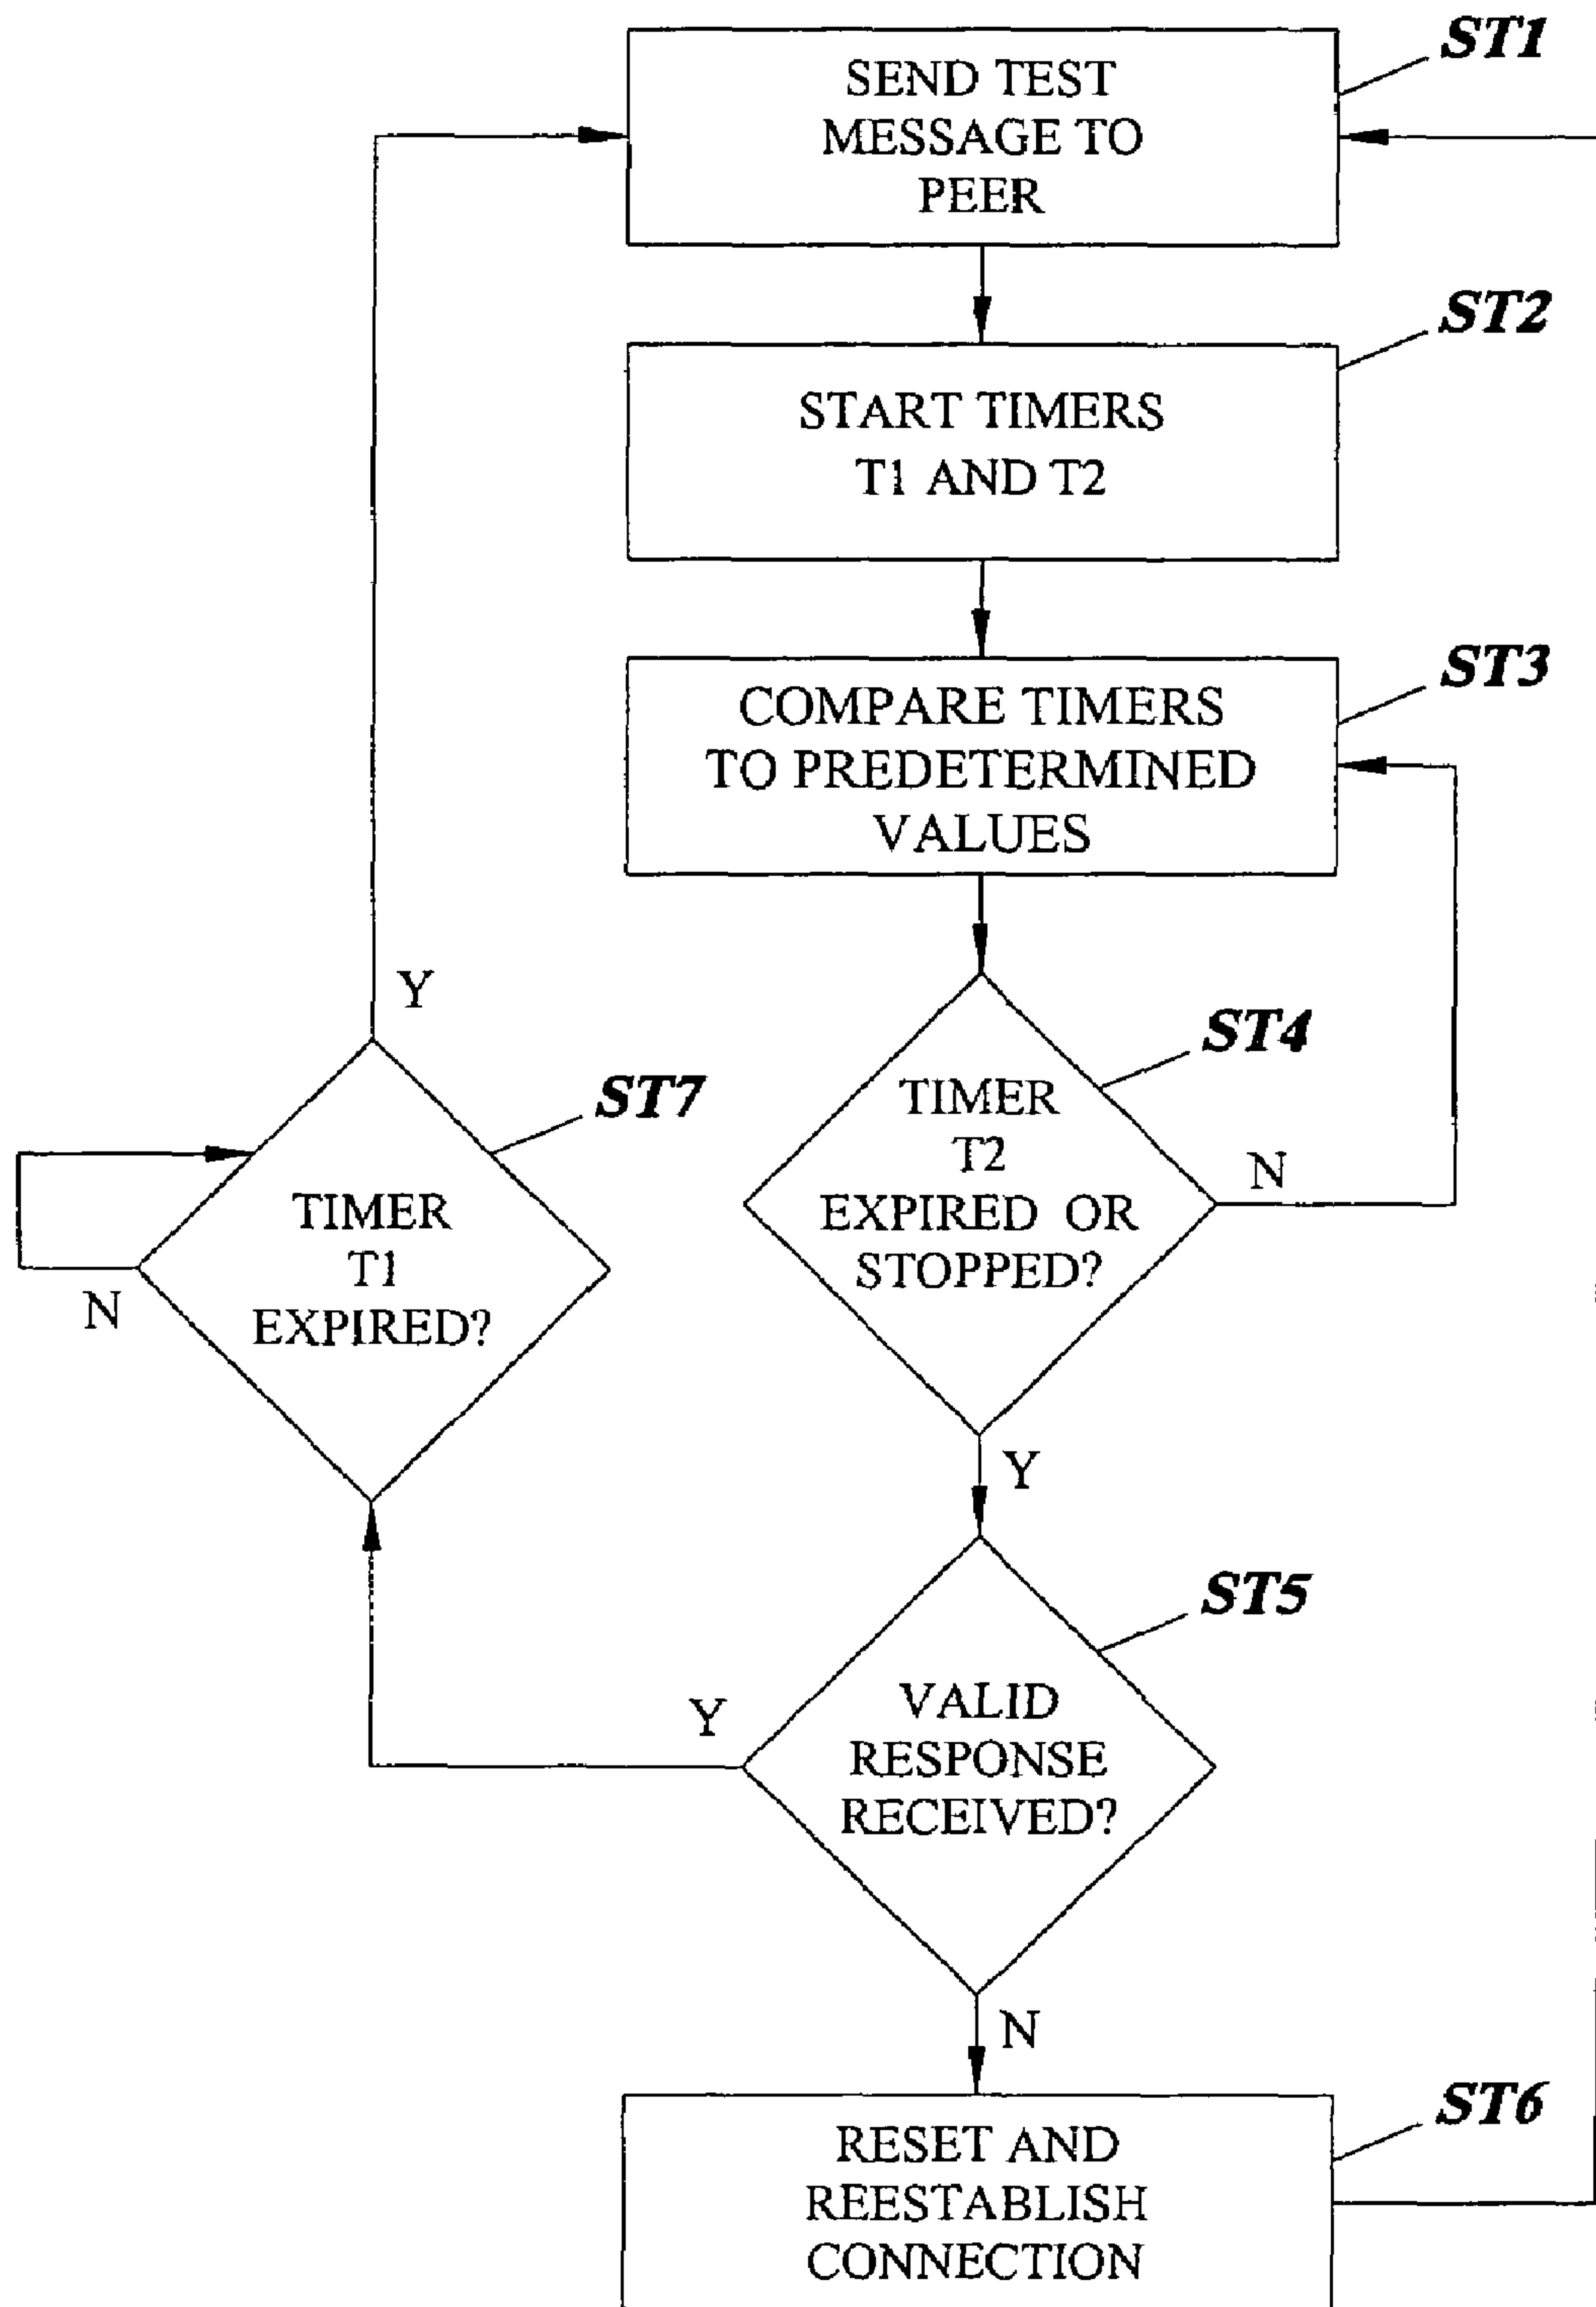 ST1
SEND TEST
MESSAGE TO
PEER
ST2
START TIMERS
T1 AND T2
ST3
COMPARE TIMERS
TO PREDETERMINED
VALUES
Y
ST4
TIMER
T2
EXPIRED OR
STOPPED?
N
ST7
TIMER
T1
EXPIRED?
N
Y
ST5
VALID
RESPONSE
RECEIVED?
Y
N
ST6
RESET AND
REESTABLISH
CONNECTION